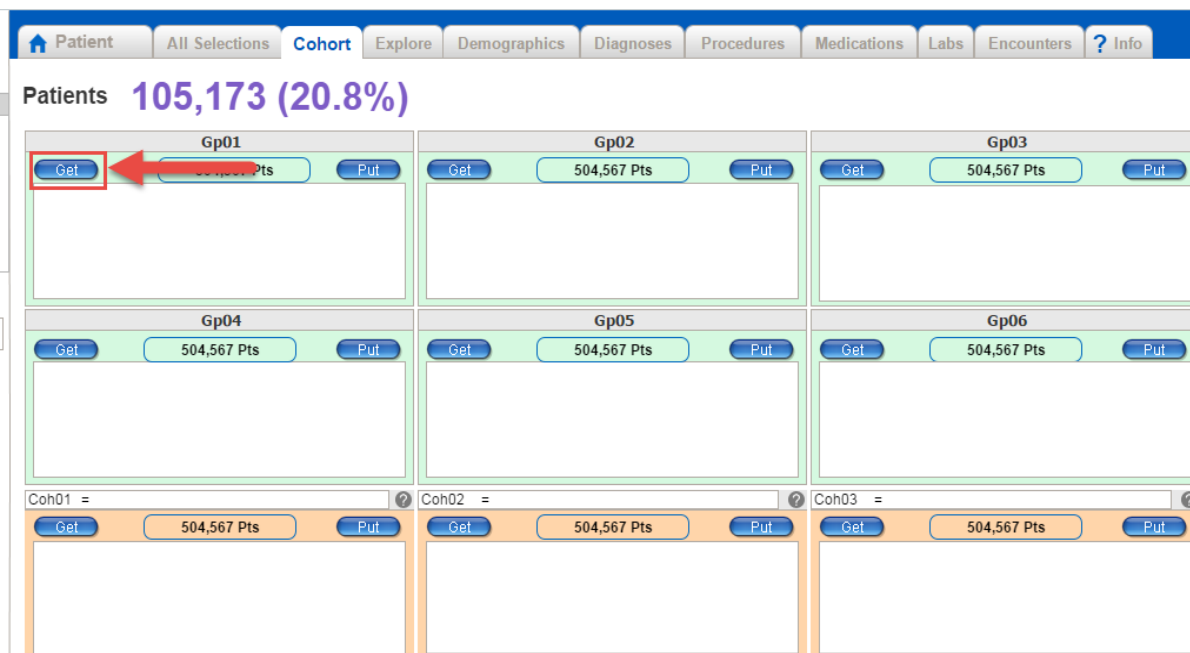 Patient All Selections Cohort Explore Demographics Diagnoses Procedures Medications Labs Encounters ? Info
Patients 105,173 (20.8%)
Gp01 Gp02 Gp03
Get Pts Put Get 504,567 Pts Put Get 504,567 Pts Put
Gp04 Gp05 Gp06
Get 504,567 Pts Put Get 504,567 Pts Put Get 504,567 Pts Put
Coh01 = ? Coh02 = ? Coh03 = ?
Get 504,567 Pts Put Get 504,567 Pts Put Get 504,567 Pts Put